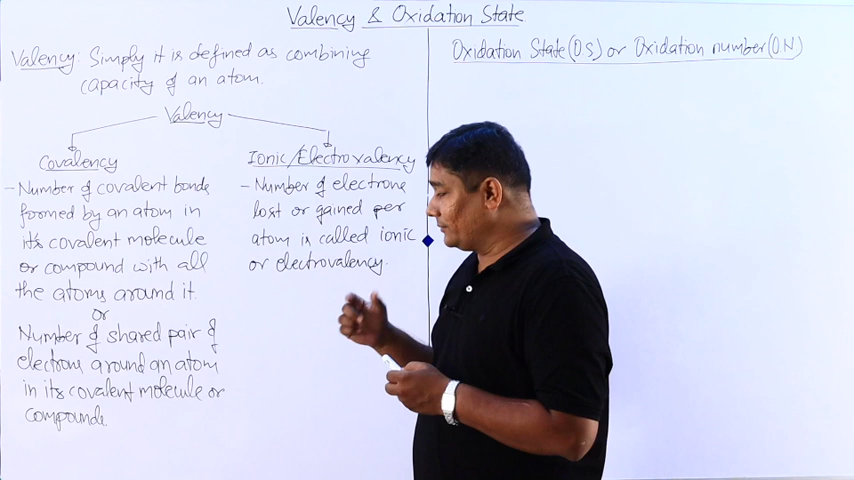 Valency & Oxidation State
Valency: Simply it is defined as combining
capacity of an atom.
Valency
Covalency
- Number of covalent bonds
formed by an atom in
it's covalent molecule
or compound with all
the atoms around it.
or
Number of shared pair of
electrons around an atom
in its covalent molecule or
compounds.
Ionic/Electrovalency
- Number of electrons
lost or gained per
atom is called ionic
or electrovalency.
Oxidation State(OS) or Oxidation number(ON)